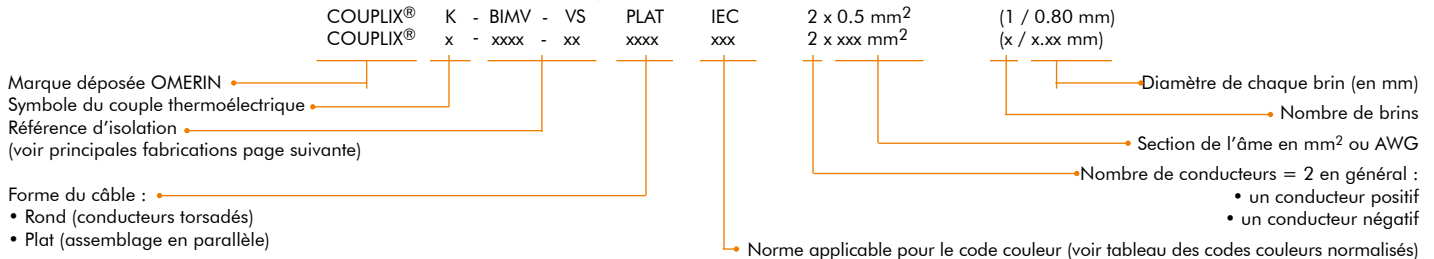 COUPLIX® K - BIMV - VS PLAT IEC 2 x 0.5 mm² (1 / 0.80 mm)
COUPLIX® x - xxxx - xx xxxx xxx 2 x xxx mm² (x / x.xx mm)
Marque déposée OMERIN
Symbole du couple thermoélectrique
Référence d'isolation
(voir principales fabrications page suivante)
Forme du câble :
• Rond (conducteurs torsadés)
• Plat (assemblage en parallèle)
Diamètre de chaque brin (en mm)
Nombre de brins
Section de l'âme en mm² ou AWG
Nombre de conducteurs = 2 en général :
• un conducteur positif
• un conducteur négatif
Norme applicable pour le code couleur (voir tableau des codes couleurs normalisés)